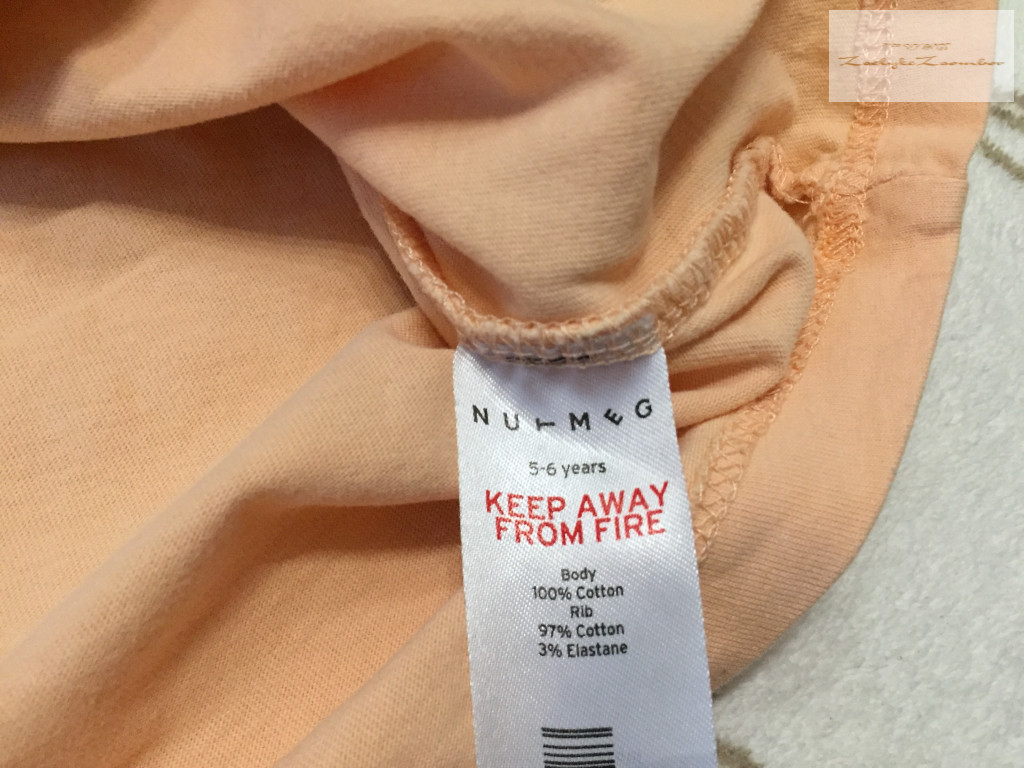 NUTMEG
5-6 years
KEEP AWAY
FROM FIRE
Body
100% Cotton
Rib
97% Cotton
3% Elastane